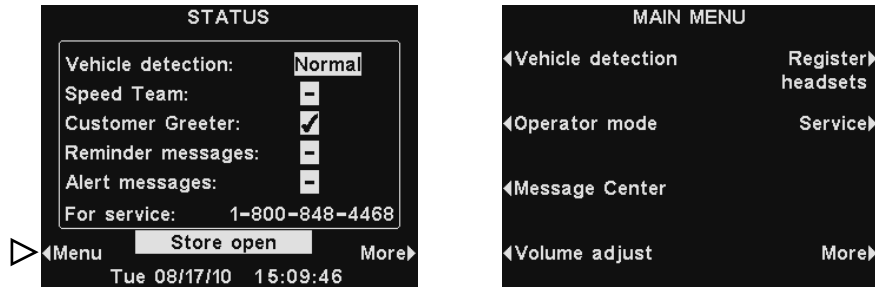 STATUS
Vehicle detection: Normal
Speed Team: -
Customer Greeter: ✓
Reminder messages: -
Alert messages: -
For service: 1-800-848-4468
Store open
Menu More
Tue 08/17/10 15:09:46
MAIN MENU
Vehicle detection Register
headsets
Operator mode Service
Message Center
Volume adjust More